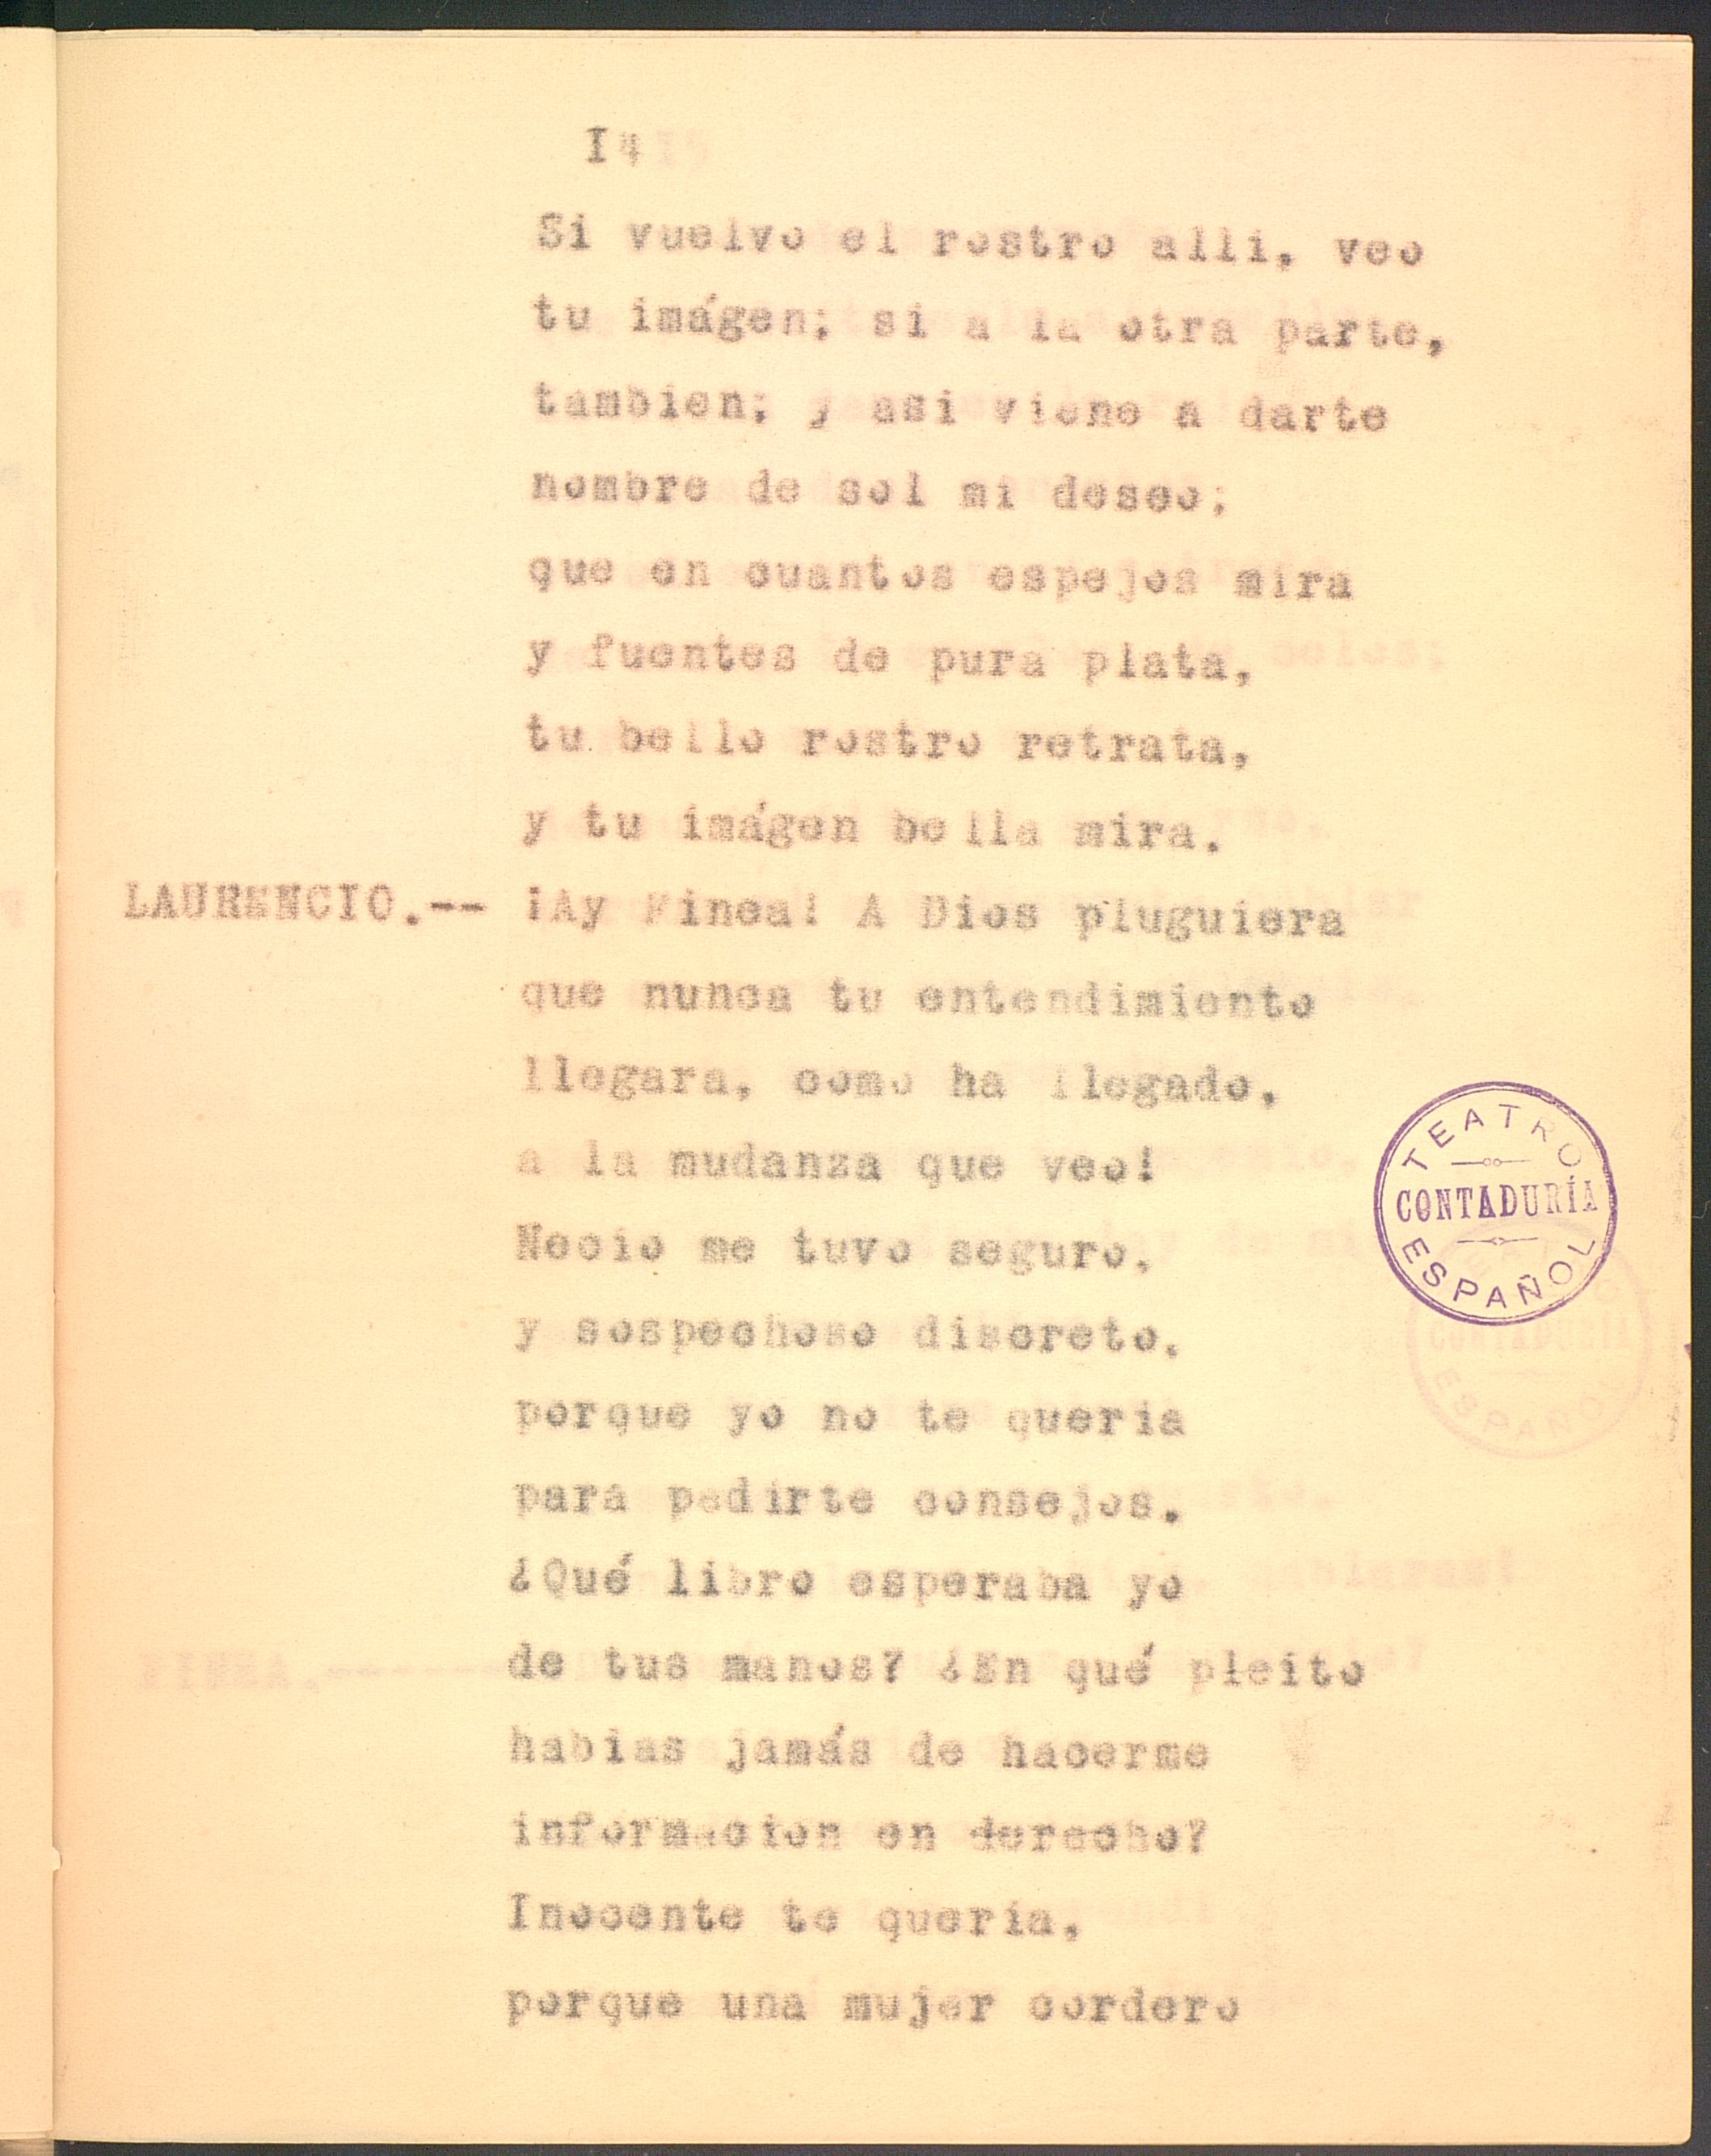 14
Si vuelvo el rostro alli, veo
tu imágen; si a la otra parte,
tambien; y asi viene a darte
nombre de sol mi deseo;
que en cuantos espejos mira
y fuentes de pura plata,
tu bello rostro retrata,
y tu imágen bella mira.
LAURENCIO.-- ¡Ay Finea! A Dios pluguiera
que nunca tu entendimiento
llegara, como ha llegado,
a la mudanza que veo!
Necio me tuvo seguro,
y sospechoso discreto,
porque yo no te queria
para pedirte consejos.
¿Qué libro esperaba yo
de tus manos? ¿En qué pleito
habias jamás de hacerme
informacion en derecho?
Inocente te queria,
porque una mujer cordero
TEATRO
CONTADURÍA
ESPAÑOL